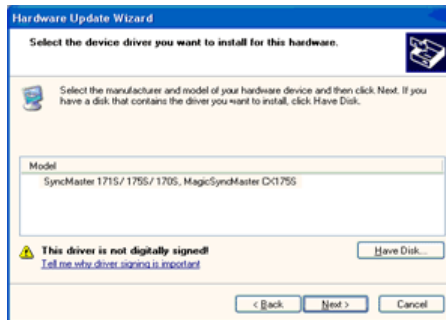 Hardware Update Wizard
Select the device driver you want to install for this hardware.
Select the manufacturer and model of your hardware device and then click Next. If you
have a disk that contains the driver you want to install, click Have Disk.
Model
SyncMaster 171S/ 175S/ 170S, MagicSyncMaster CX175S
This driver is not digitally signed!
Have Disk...
Tell me why driver signing is important
< Back
Next >
Cancel